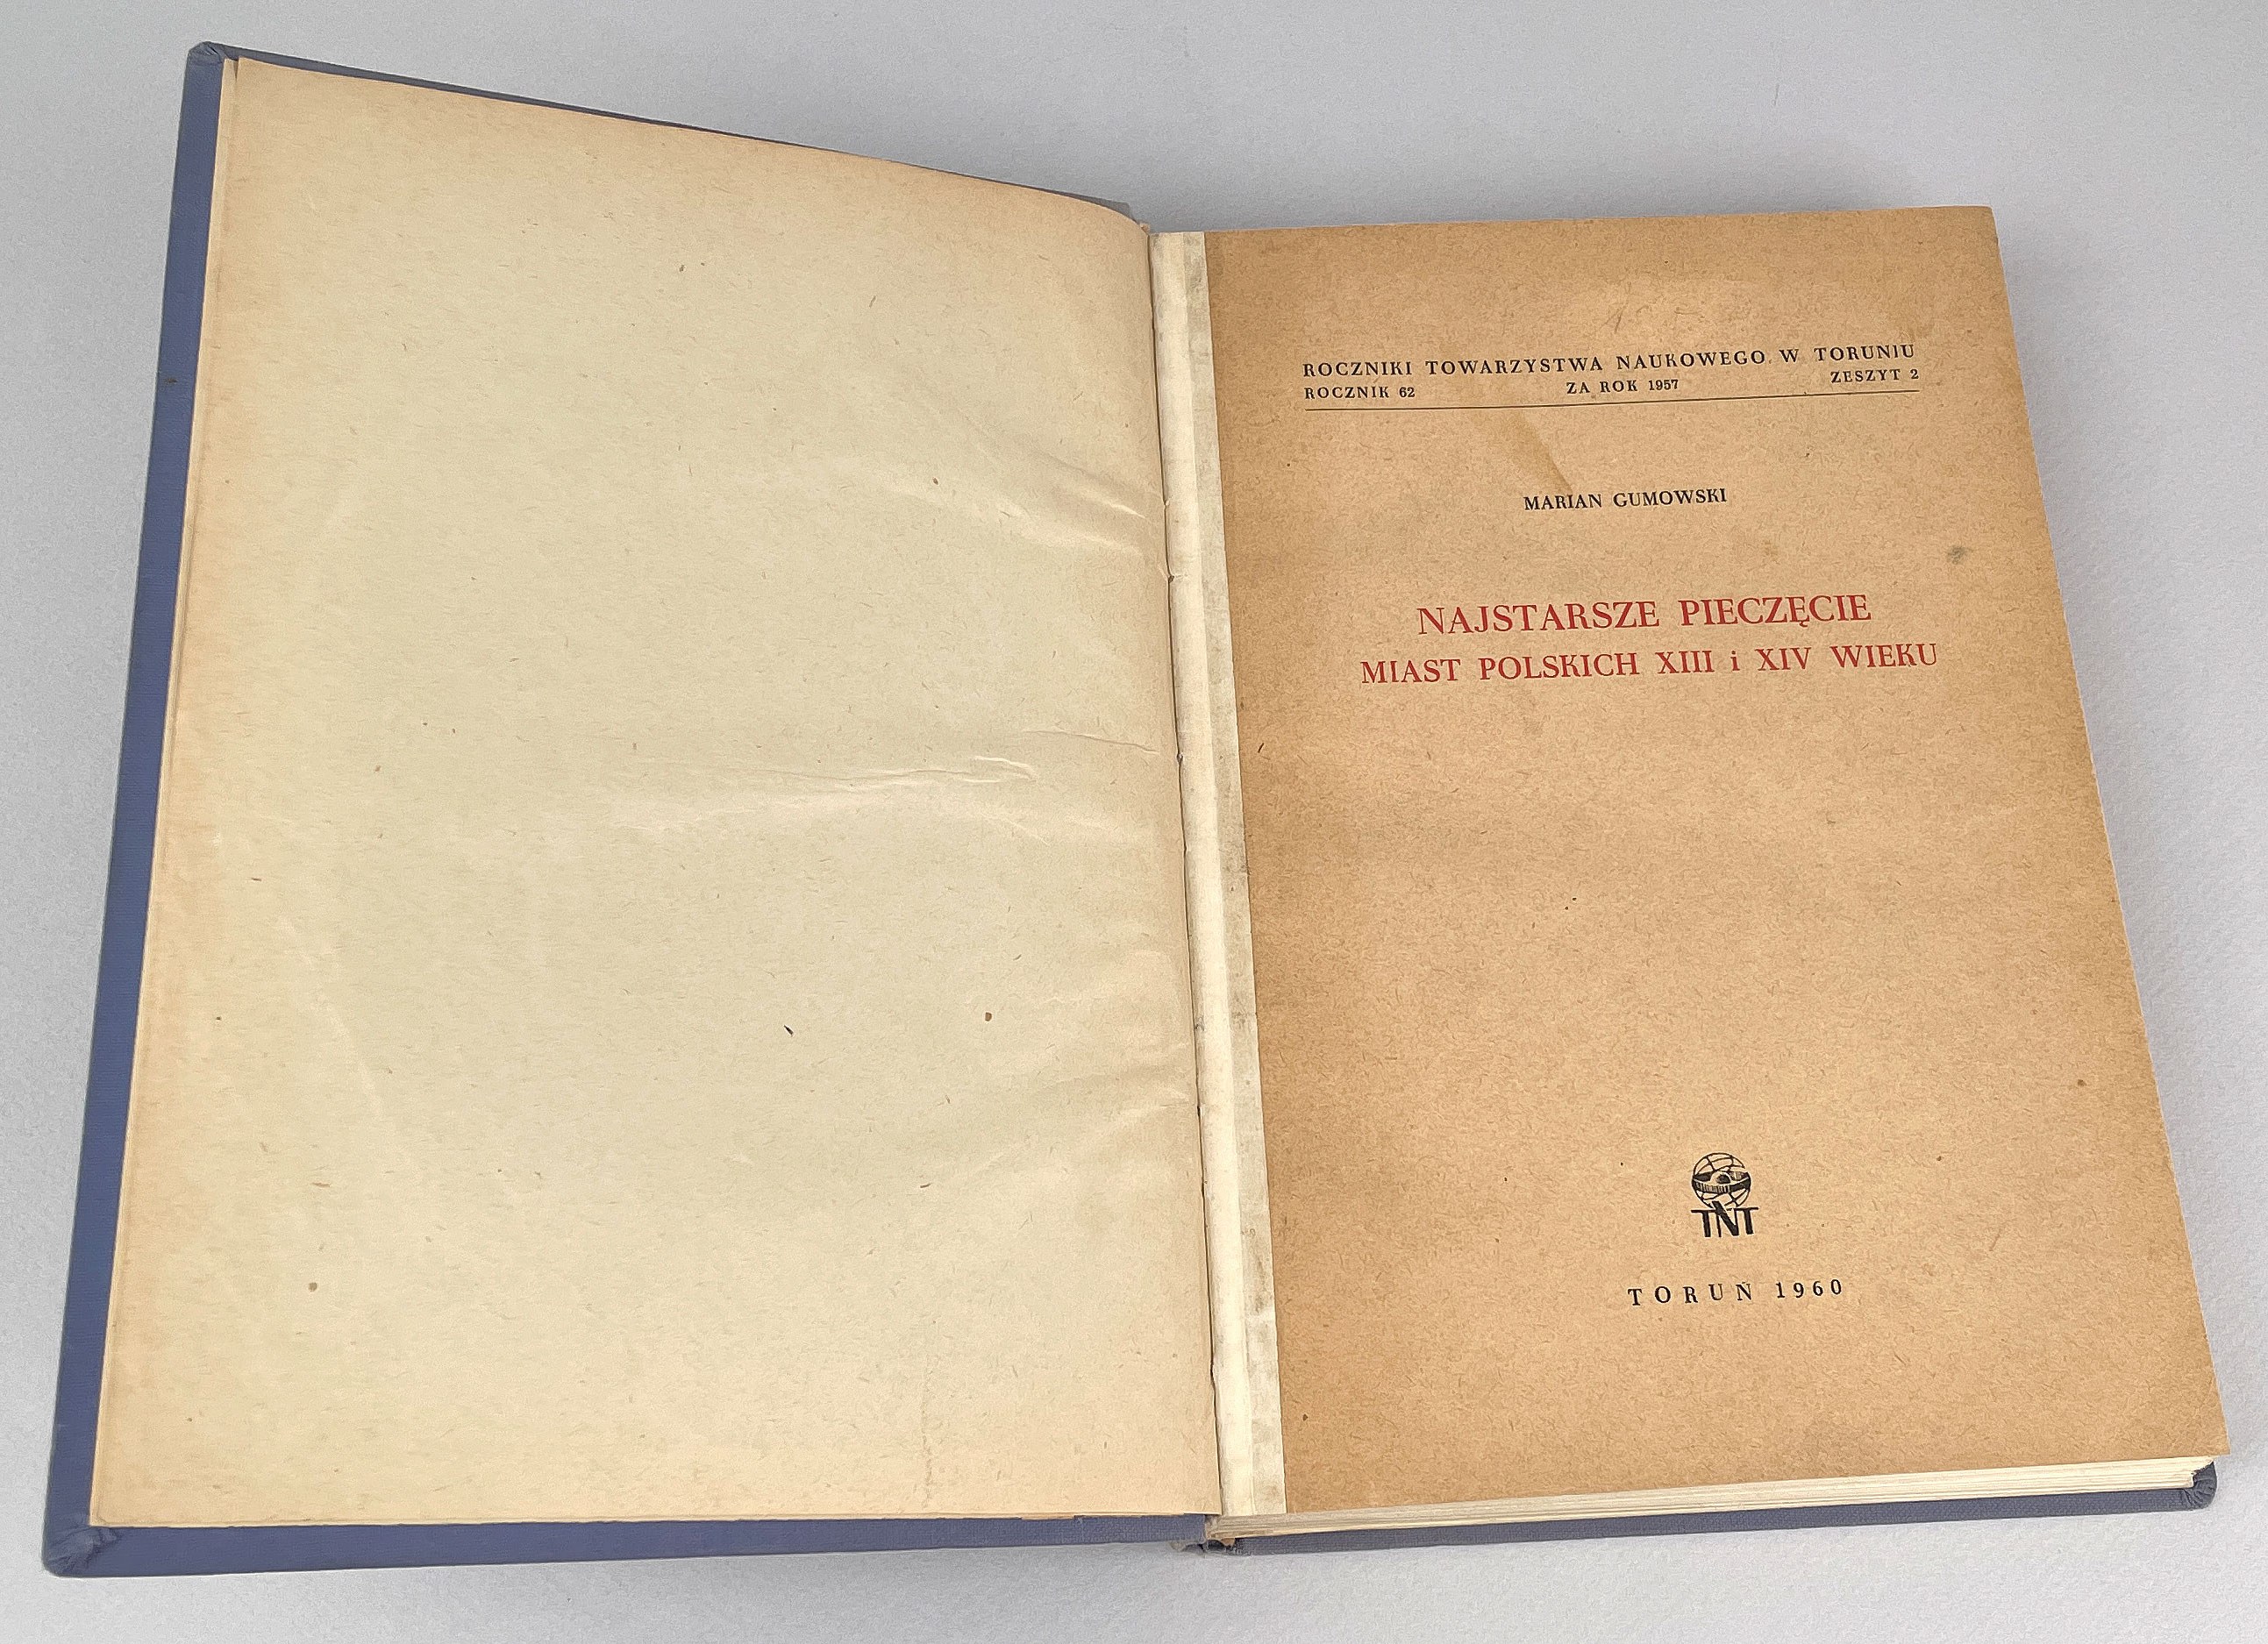 ROCZNIKI TOWARZYSTWA NAUKOWEGO W TORUNIU
ROCZNIK 62 ZA ROK 1957 ZESZYT 2
MARIAN GUMOWSKI
NAJSTARSZE PIECZĘCIE
MIAST POLSKICH XIII i XIV WIEKU
TNT
TORUŃ 1960